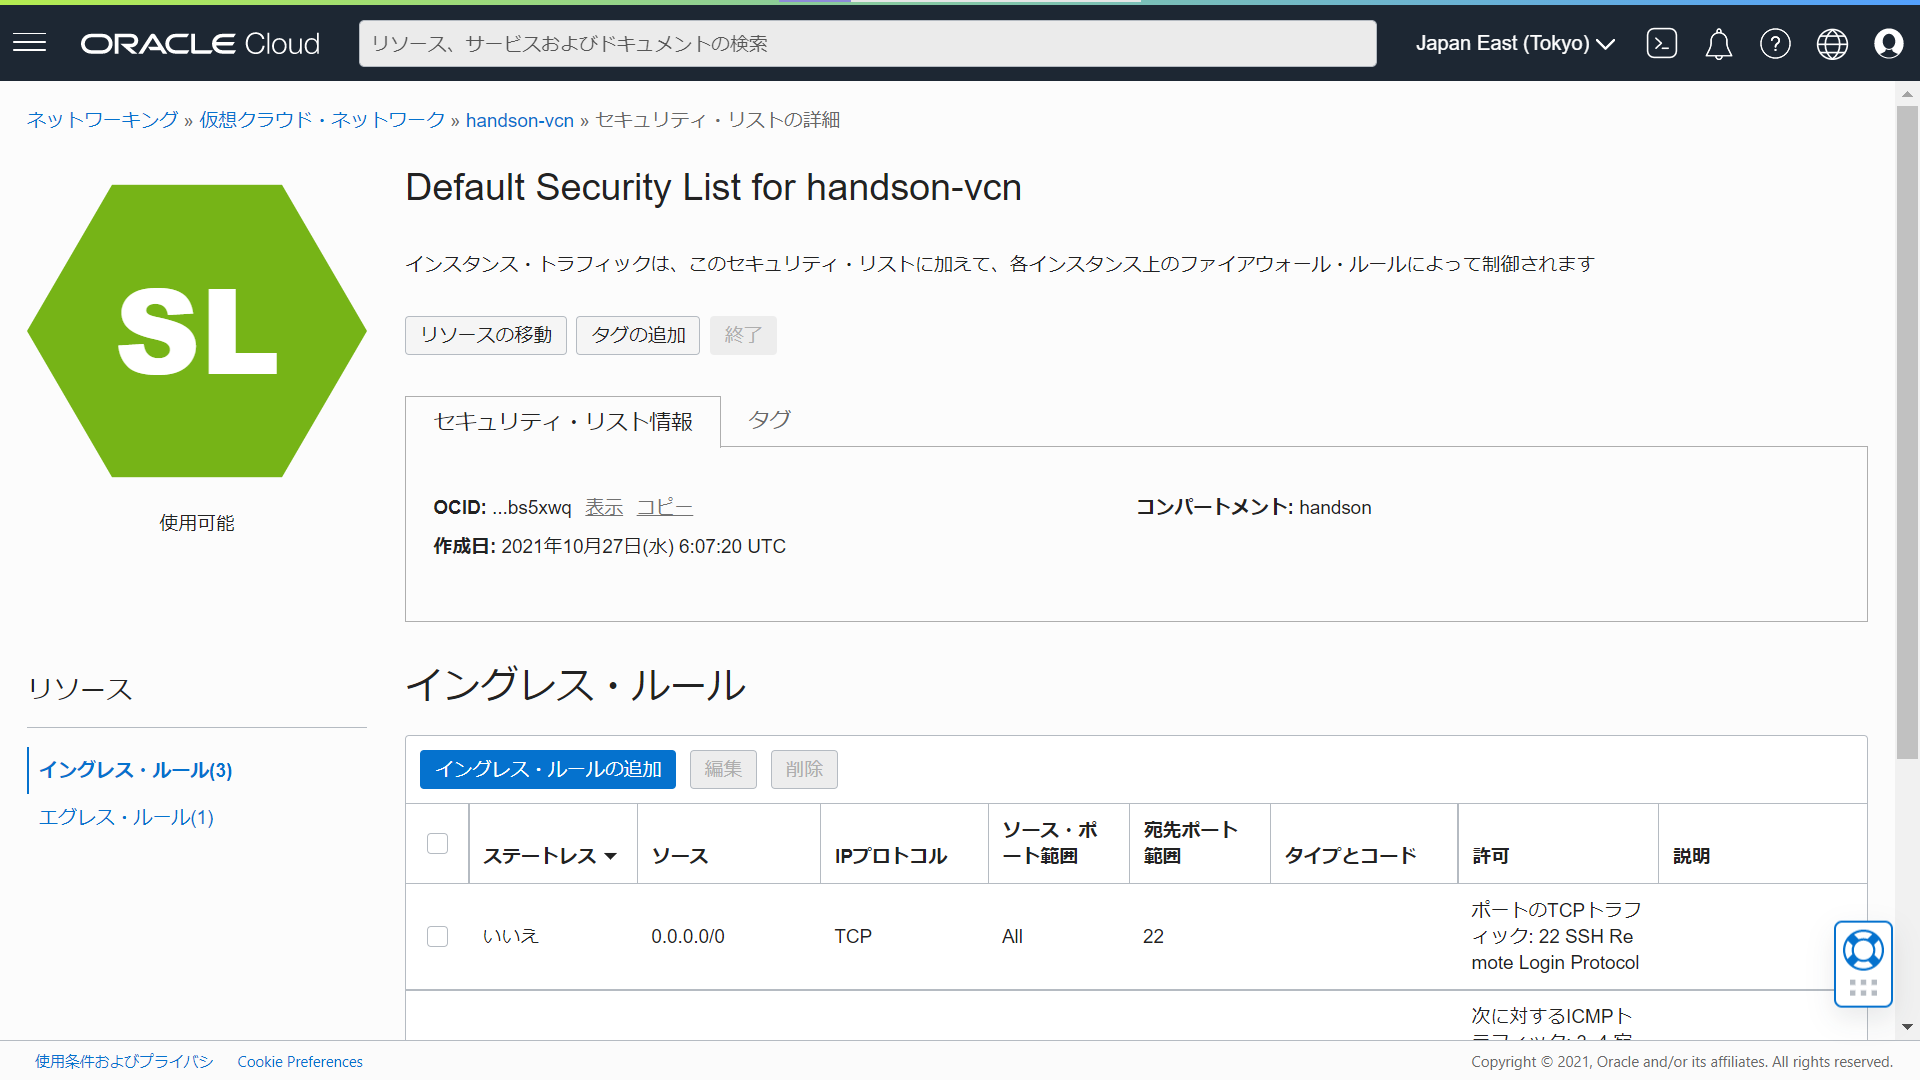 ORACLE Cloud
リソース、サービスおよびドキュメントの検索
Japan East (Tokyo)
ネットワーキング » 仮想クラウド・ネットワーク » handson-vcn » セキュリティ・リストの詳細
SL
使用可能
Default Security List for handson-vcn
インスタンス・トラフィックは、このセキュリティ・リストに加えて、各インスタンス上のファイアウォール・ルールによって制御されます
リソースの移動
タグの追加
終了
セキュリティ・リスト情報
タグ
OCID: ...bs5xwq 表示 コピー
作成日: 2021年10月27日(水) 6:07:20 UTC
コンパートメント: handson
リソース
イングレス・ルール(3)
エグレス・ルール(1)
イングレス・ルール
イングレス・ルールの追加
編集
削除
ステートレス
ソース
IPプロトコル
ソース・ポ
ート範囲
宛先ポート
範囲
タイプとコード
許可
説明
いいえ
0.0.0.0/0
TCP
All
22
ポートのTCPトラフ
ィック: 22 SSH Re
mote Login Protocol
次に対するICMPト
使用条件およびプライバシ
Cookie Preferences
Copyright © 2021, Oracle and/or its affiliates. All rights reserved.